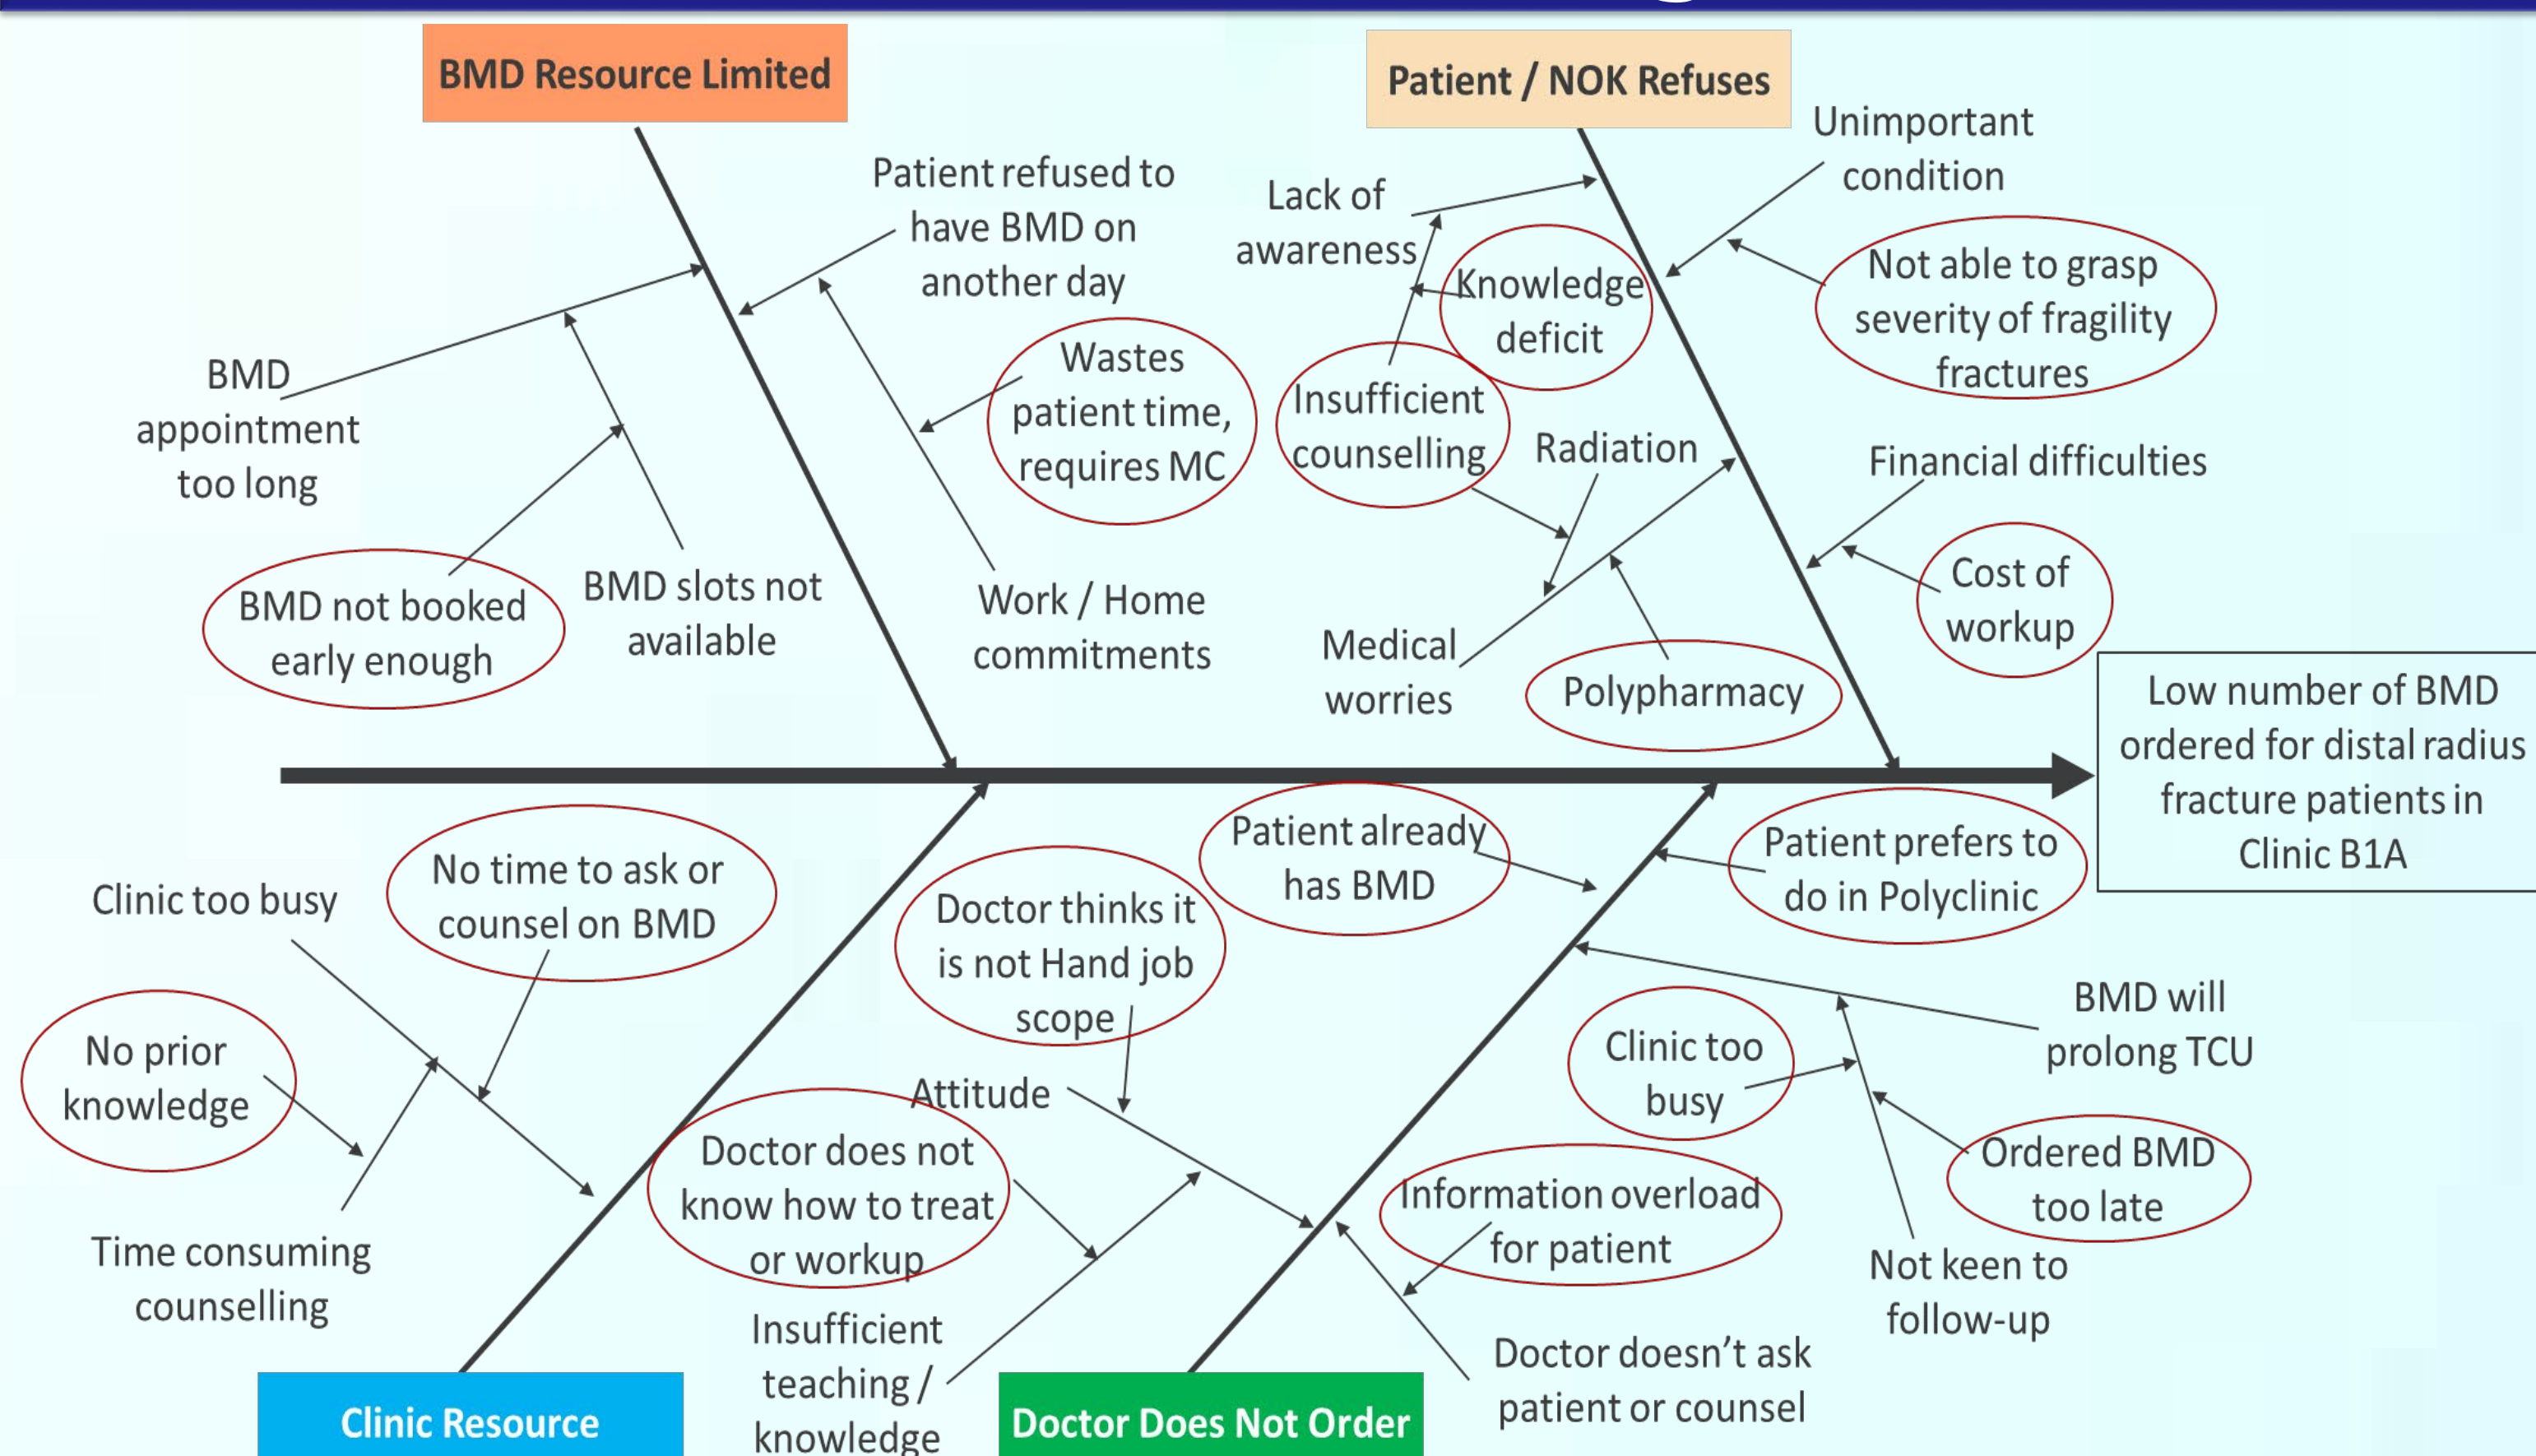 BMD Resource Limited
Patient / NOK Refuses
Unimportant
condition
Patient refused to
have BMD on
another day
Lack of
awareness
Knowledge
deficit
Not able to grasp
severity of fragility
fractures
BMD
appointment
too long
Wastes
patient time,
requires MC
Insufficient
counselling
Radiation
Financial difficulties
BMD not booked
early enough
BMD slots not
available
Work / Home
commitments
Medical
worries
Polypharmacy
Cost of
workup
Low number of BMD
ordered for distal radius
fracture patients in
Clinic B1A
Clinic too busy
No time to ask or
counsel on BMD
Doctor thinks it
is not Hand job
scope
Patient already
has BMD
Patient prefers to
do in Polyclinic
No prior
knowledge
Attitude
Clinic too
busy
BMD will
prolong TCU
Doctor does not
know how to treat
or workup
Information overload
for patient
Ordered BMD
too late
Time consuming
counselling
Insufficient
teaching /
knowledge
Doctor doesn't ask
patient or counsel
Not keen to
follow-up
Clinic Resource
Doctor Does Not Order